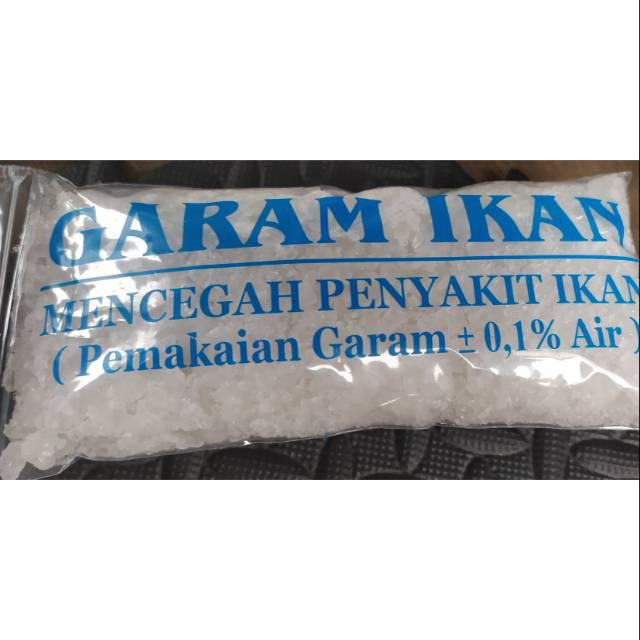 GARAM IKAN
MENCEGAH PENYAKIT IKAN
( Pemakaian Garam ± 0,1% Air )